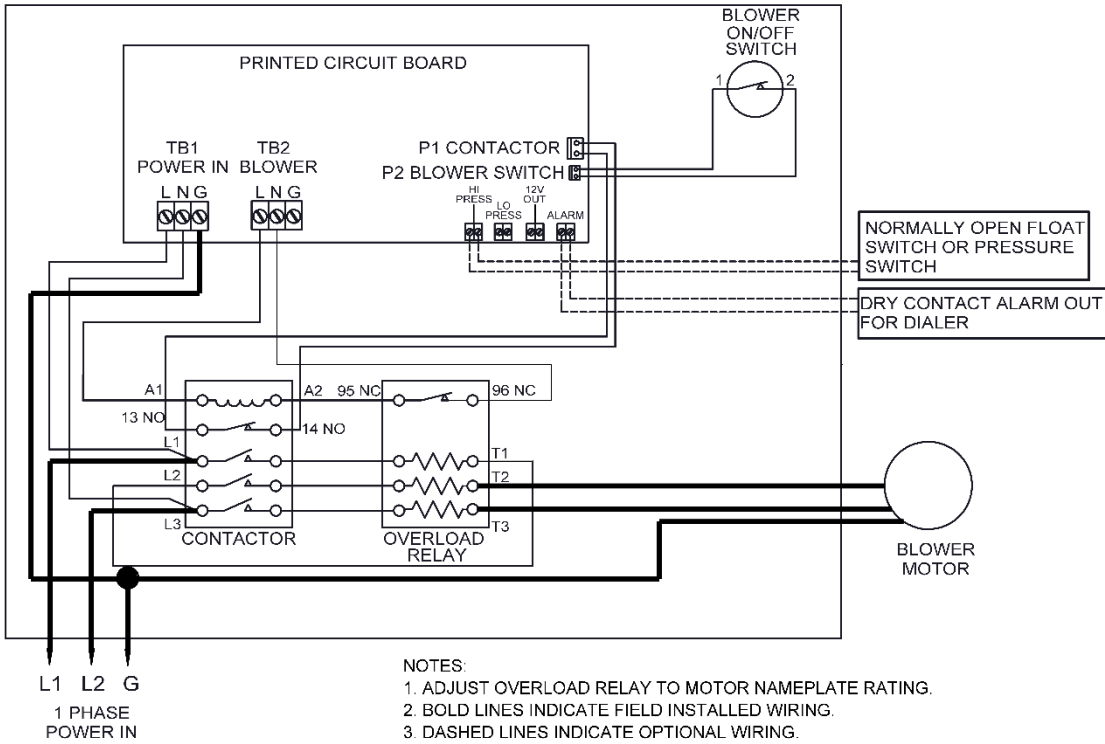 BLOWER
ON/OFF
SWITCH
1
2
PRINTED CIRCUIT BOARD
TB1
POWER IN
L N G
TB2
BLOWER
L N G
P1 CONTACTOR
P2 BLOWER SWITCH
HI
PRESS
LO
PRESS
12V
OUT
ALARM
NORMALLY OPEN FLOAT
SWITCH OR PRESSURE
SWITCH
DRY CONTACT ALARM OUT
FOR DIALER
A1
A2
95 NC
96 NC
13 NO
14 NO
L1
T1
L2
T2
L3
T3
CONTACTOR
OVERLOAD
RELAY
BLOWER
MOTOR
L1 L2 G
1 PHASE
POWER IN
NOTES:
1. ADJUST OVERLOAD RELAY TO MOTOR NAMEPLATE RATING.
2. BOLD LINES INDICATE FIELD INSTALLED WIRING.
3. DASHED LINES INDICATE OPTIONAL WIRING.